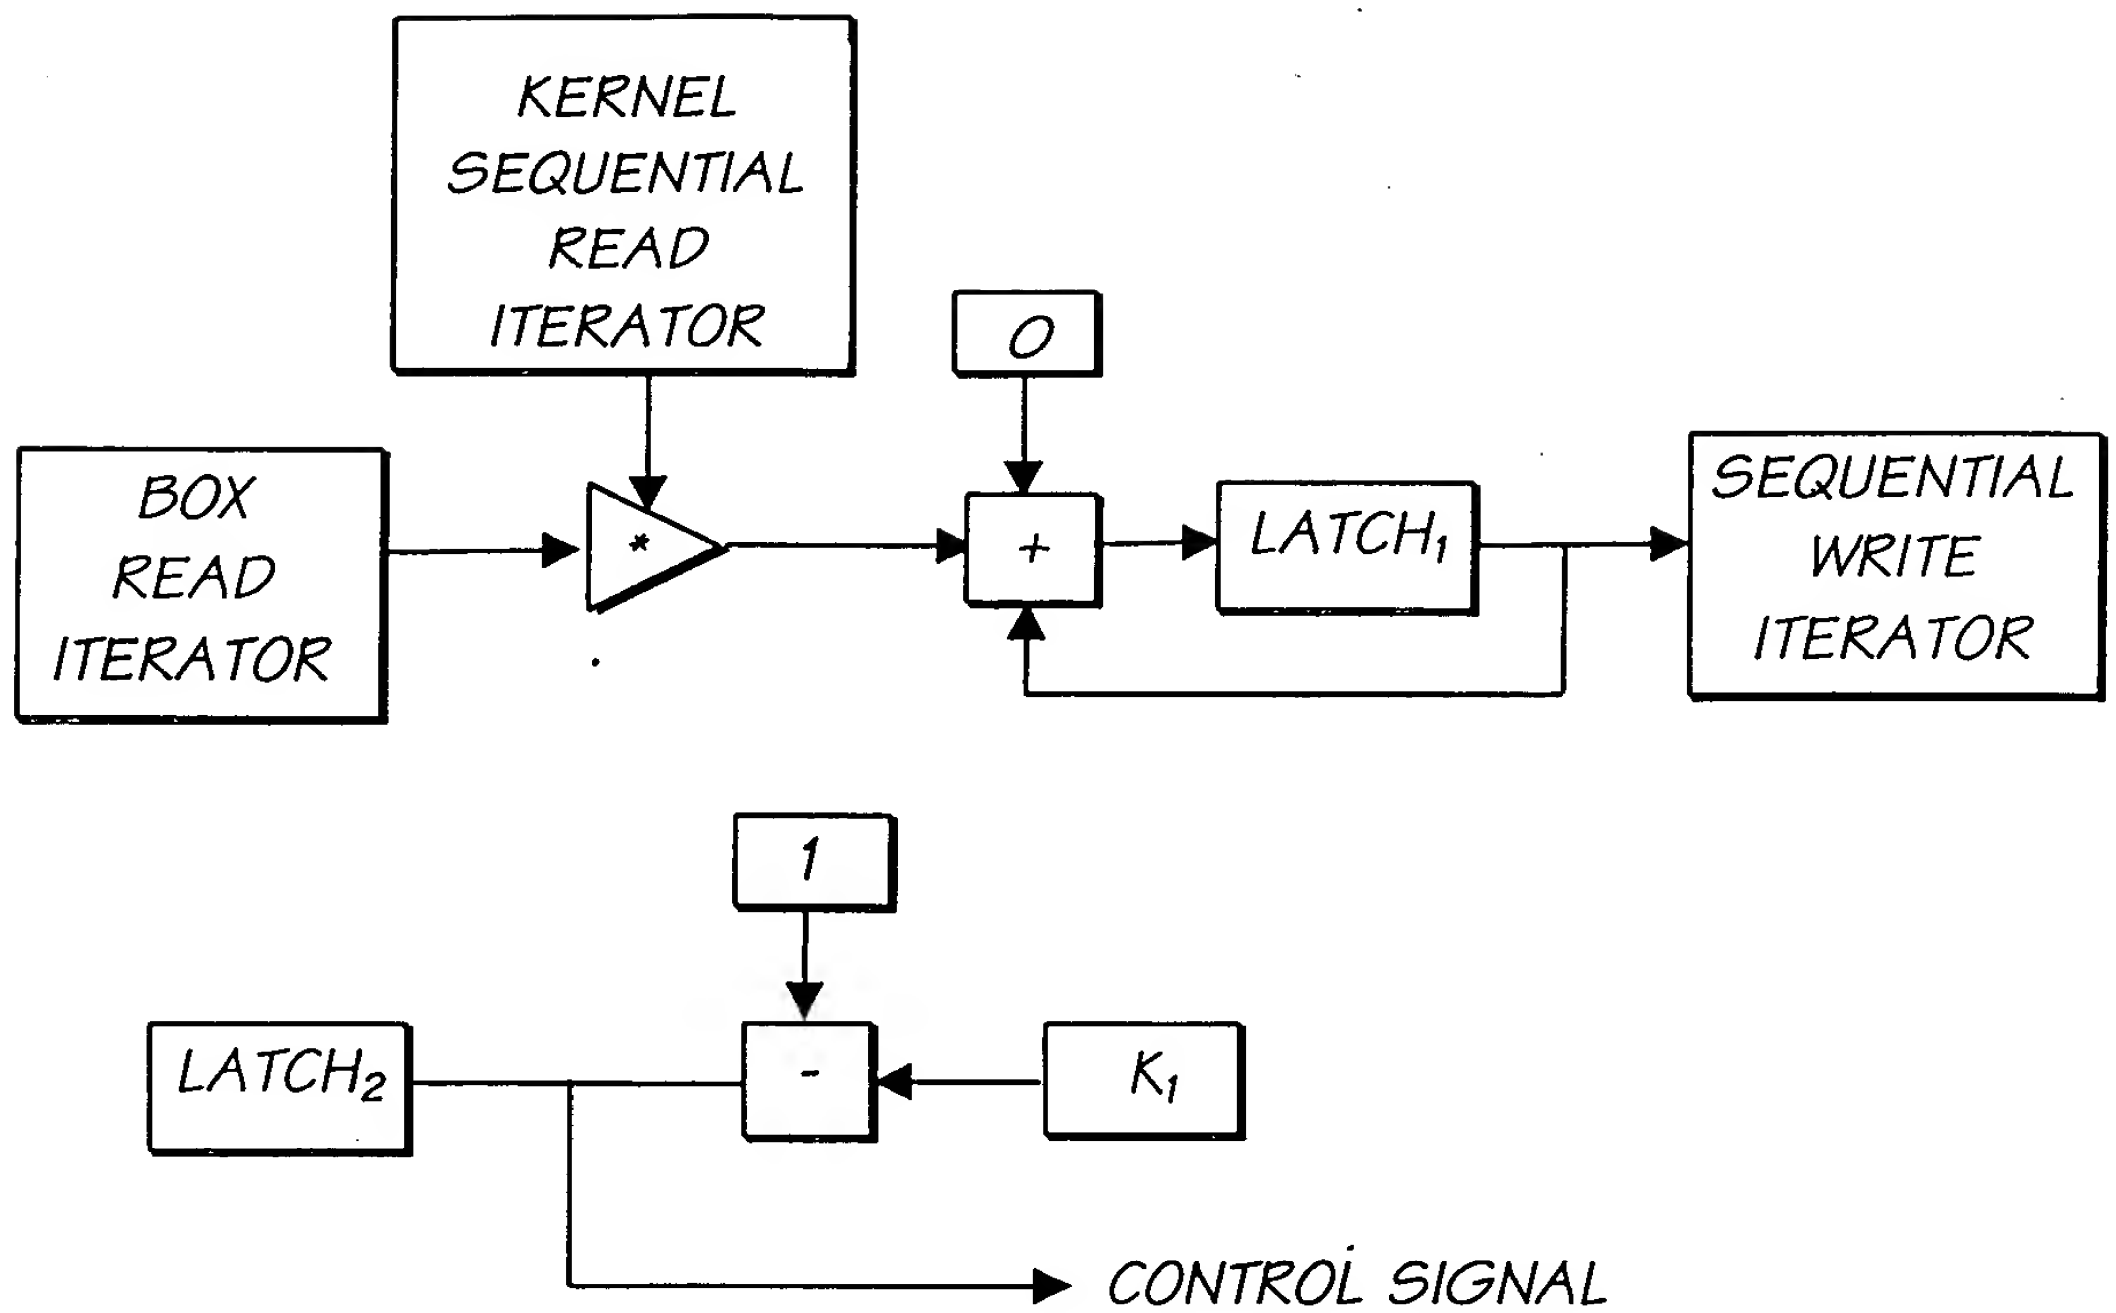 KERNEL
SEQUENTIAL
READ
ITERATOR
0
BOX
READ
ITERATOR
*
+
LATCH₁
SEQUENTIAL
WRITE
ITERATOR
1
LATCH₂
-
K₁
CONTROL SIGNAL